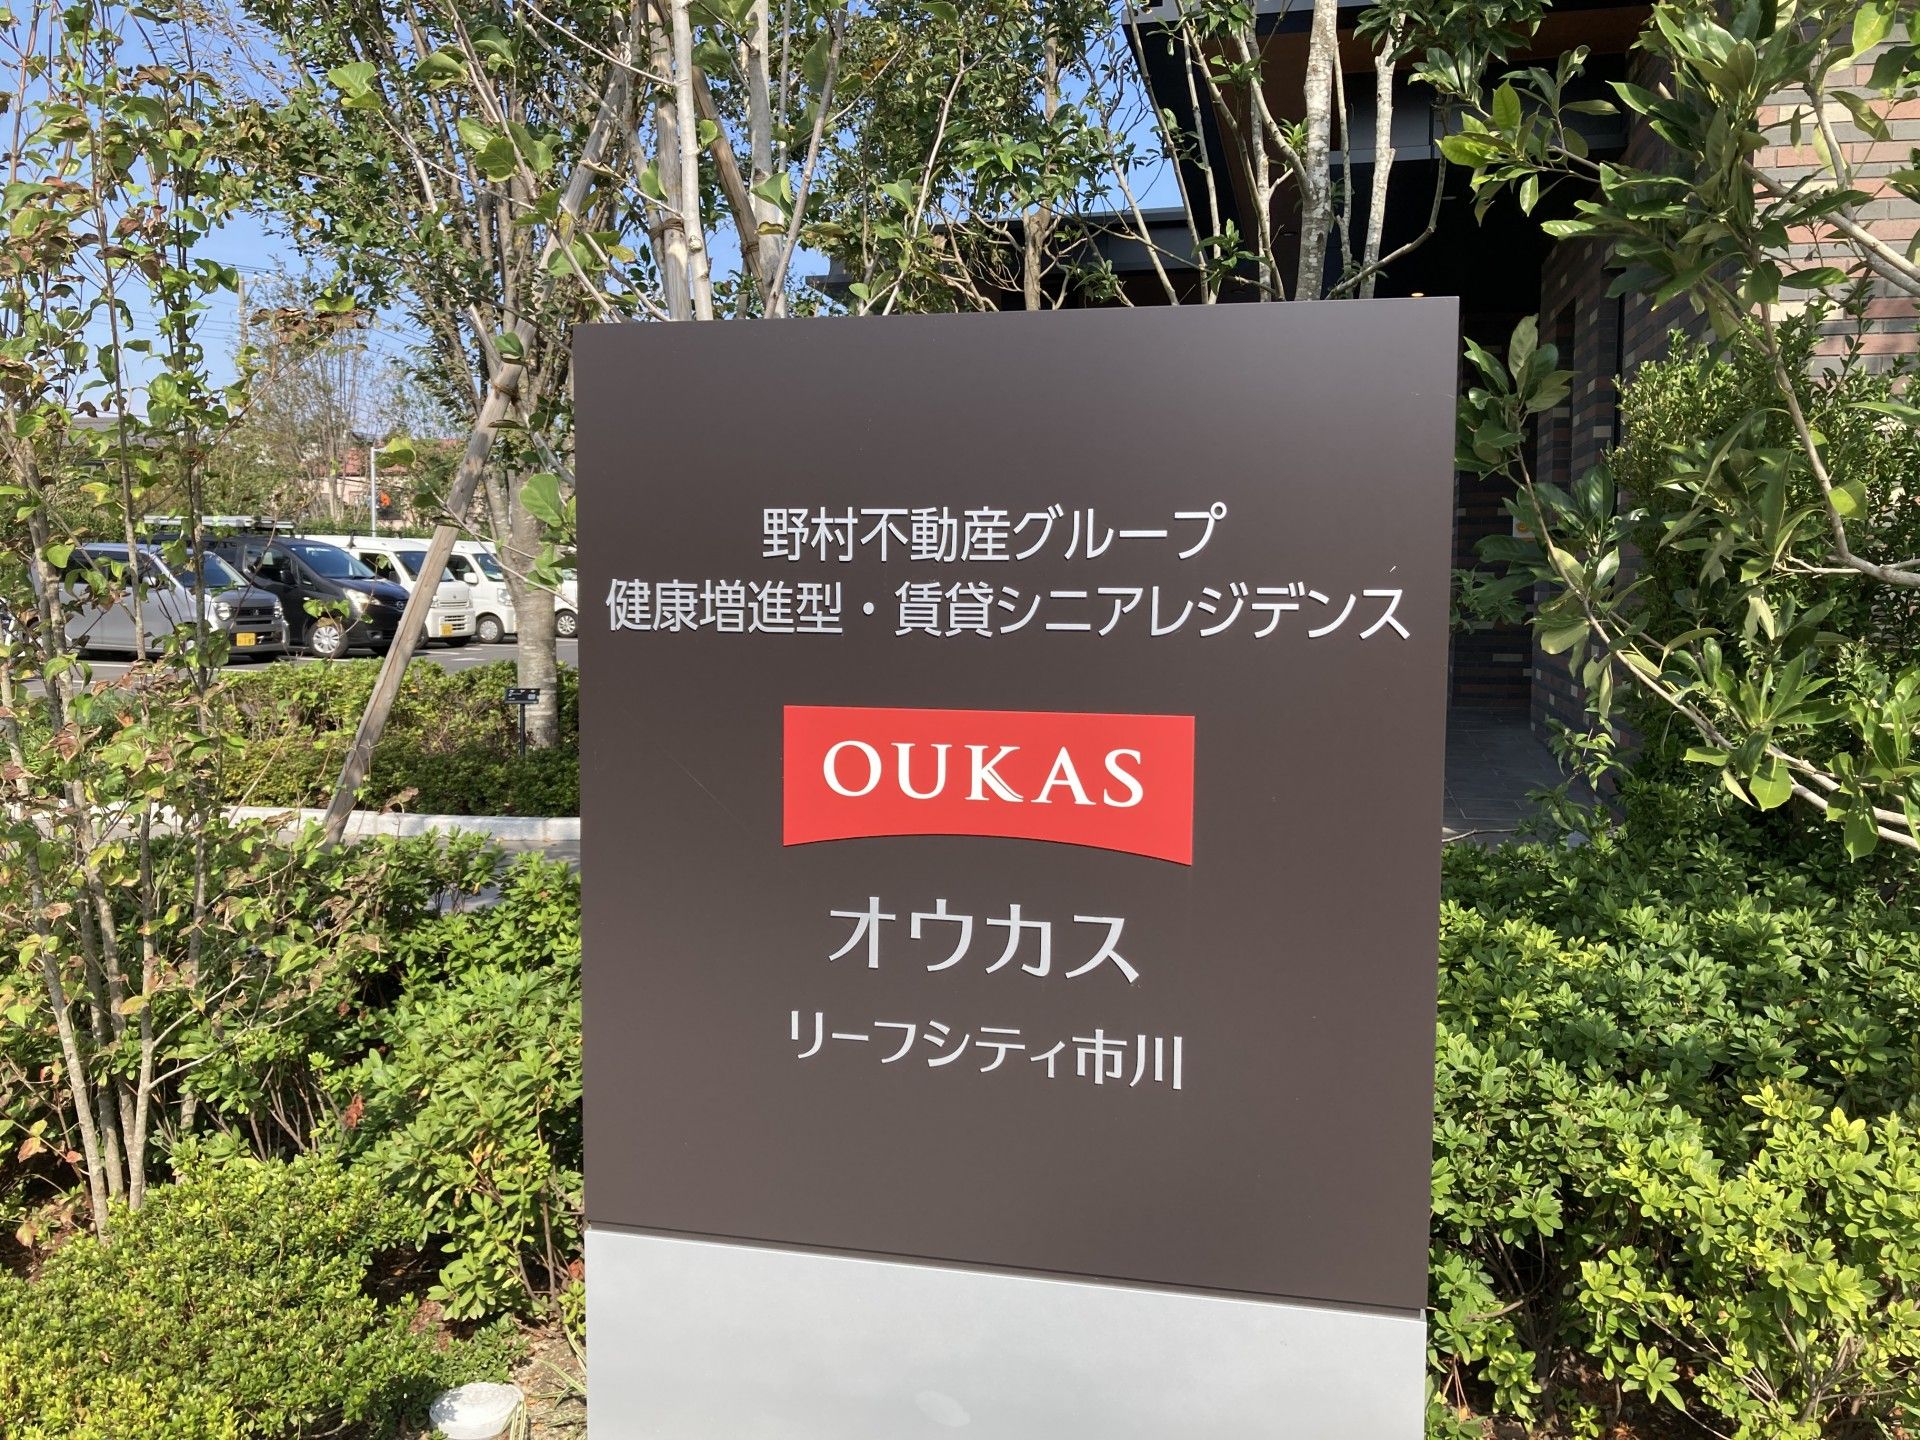 野村不動産グループ
健康増進型・賃貸シニアレジデンス
OUKAS
オウカス
リーフシティ市川